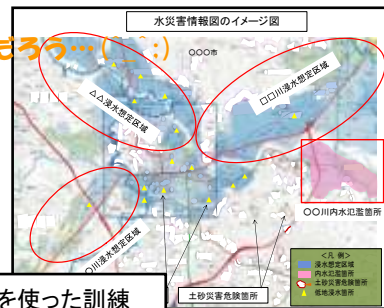 水災害情報図のイメージ図
だろう…(^_^;)
○○○市
△△浸水想定区域
□□川浸水想定区域
○○川内水氾濫箇所
○川浸水想定区域
<凡 例>
浸水想定区域
内水氾濫箇所
土砂災害危険箇所
低地浸水箇所
土砂災害危険箇所
を使った訓練